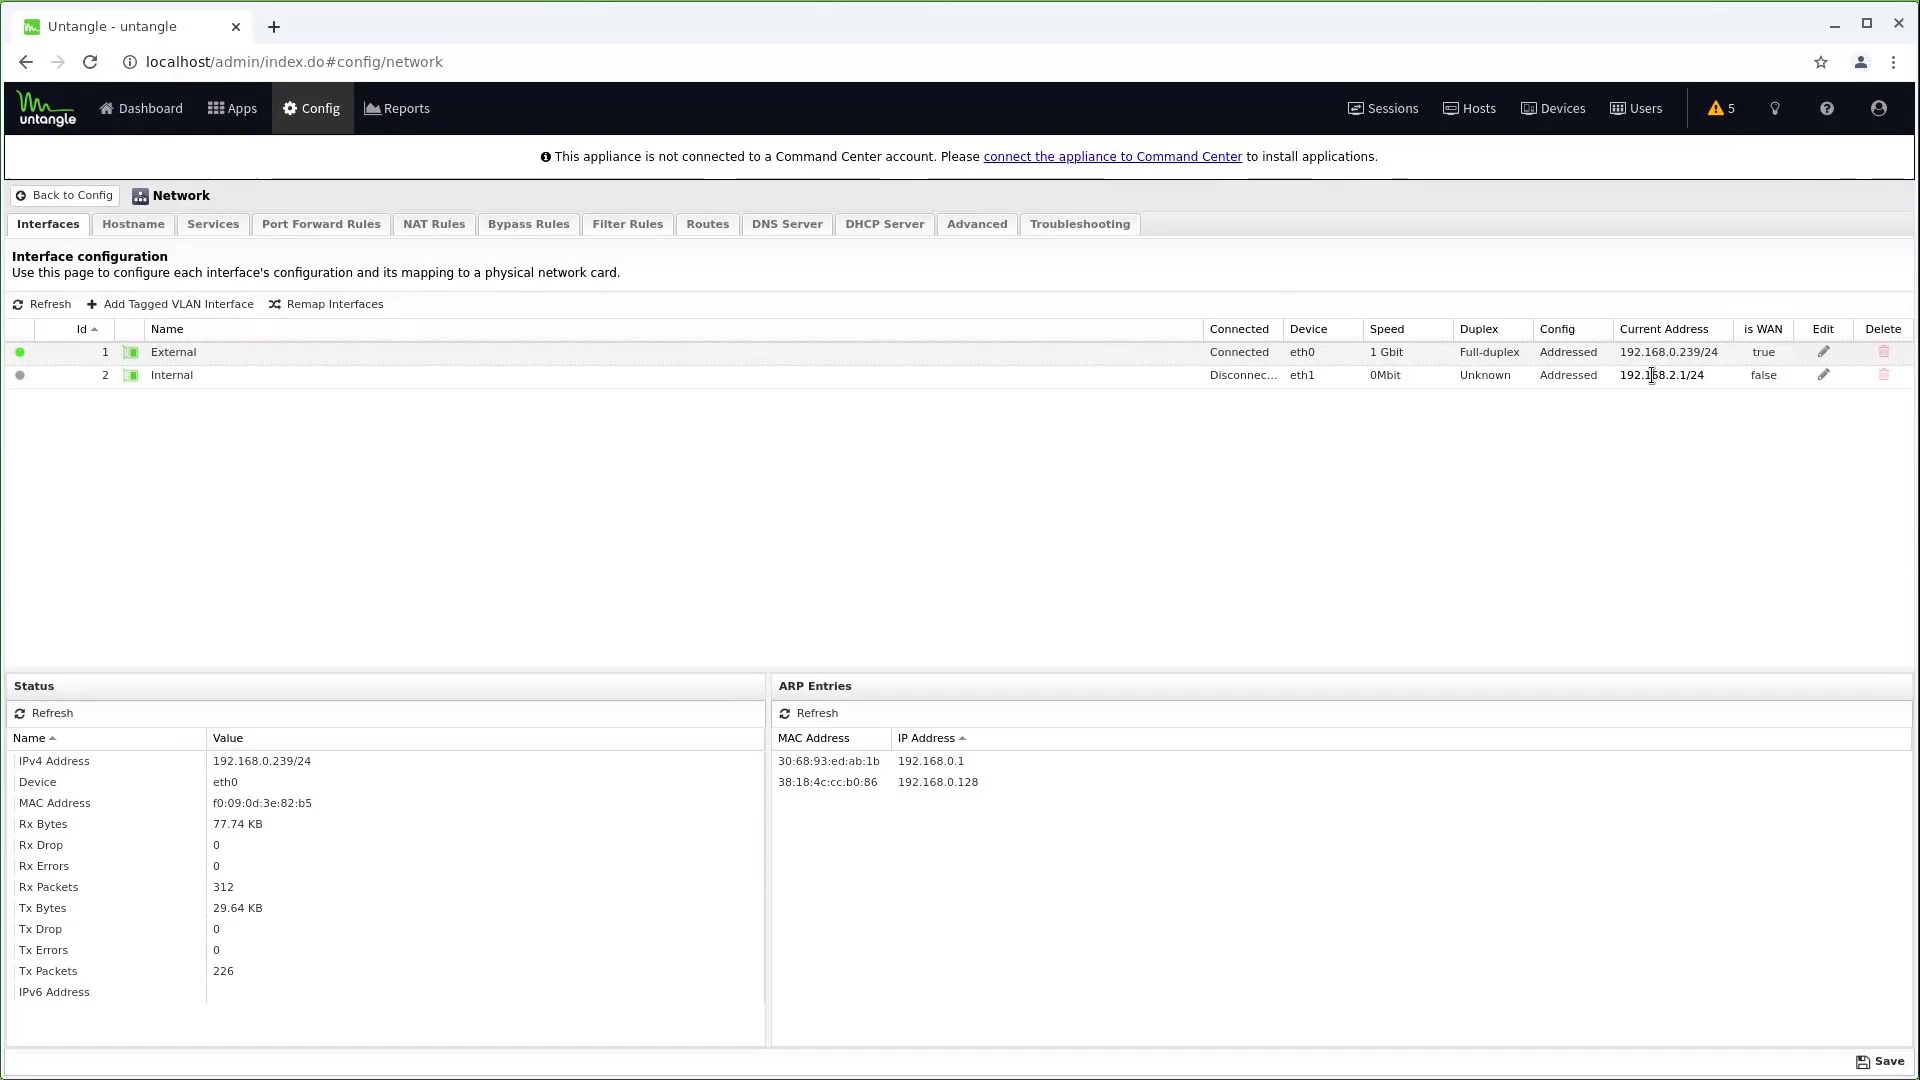 Untangle - untangle
localhost/admin/index.do#config/network
untangle Dashboard Apps Config Reports Sessions Hosts Devices Users 5
This appliance is not connected to a Command Center account. Please connect the appliance to Command Center to install applications.
Back to Config Network
Interfaces Hostname Services Port Forward Rules NAT Rules Bypass Rules Filter Rules Routes DNS Server DHCP Server Advanced Troubleshooting
Interface configuration
Use this page to configure each interface's configuration and its mapping to a physical network card.
Refresh Add Tagged VLAN Interface Remap Interfaces
Id Name Connected Device Speed Duplex Config Current Address is WAN Edit Delete
1 External Connected eth0 1 Gbit Full-duplex Addressed 192.168.0.239/24 true
2 Internal Disconnec... eth1 0Mbit Unknown Addressed 192.168.2.1/24 false
Status
Refresh
Name Value
IPv4 Address 192.168.0.239/24
Device eth0
MAC Address f0:09:0d:3e:82:b5
Rx Bytes 77.74 KB
Rx Drop 0
Rx Errors 0
Rx Packets 312
Tx Bytes 29.64 KB
Tx Drop 0
Tx Errors 0
Tx Packets 226
IPv6 Address
ARP Entries
Refresh
MAC Address IP Address
30:68:93:ed:ab:1b 192.168.0.1
38:18:4c:cc:b0:86 192.168.0.128
Save